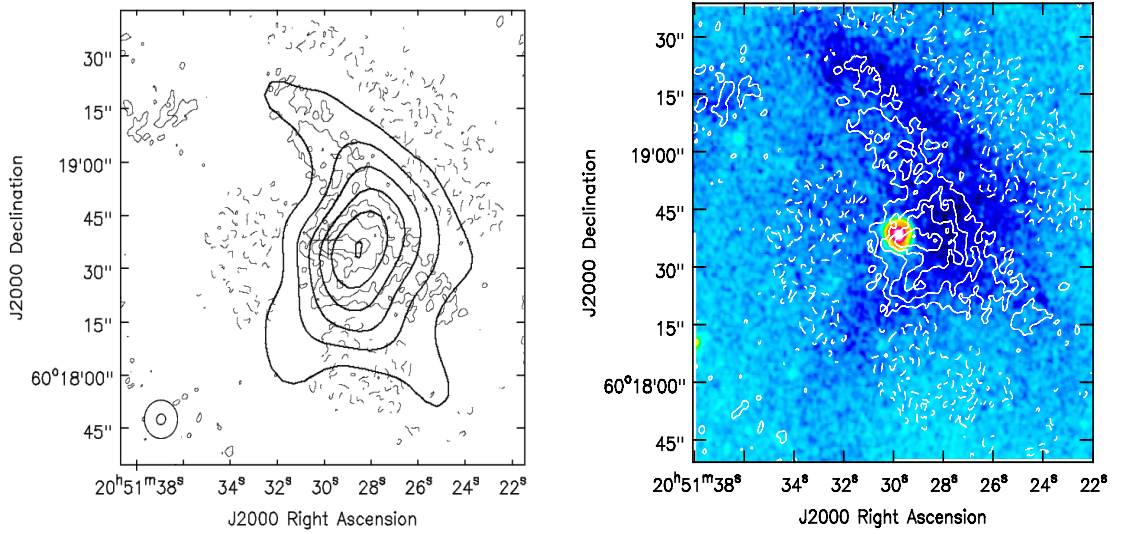 30"
15"
19'00"
45"
30"
15"
60°18'00"
45"
20ʰ51ᵐ38ˢ 34ˢ 32ˢ 30ˢ 28ˢ 26ˢ 24ˢ 22ˢ
J2000 Right Ascension
J2000 Declination
30"
15"
19'00"
45"
30"
15"
60°18'00"
45"
20ʰ51ᵐ38ˢ 34ˢ 32ˢ 30ˢ 28ˢ 26ˢ 24ˢ 22ˢ
J2000 Right Ascension
J2000 Declination